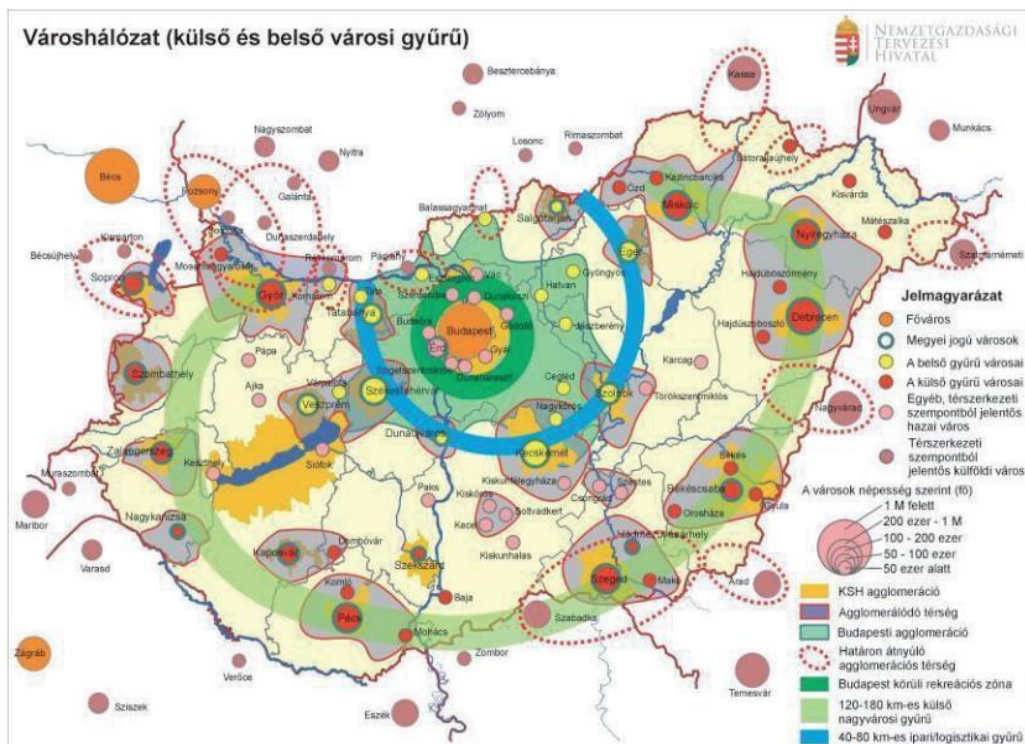 Városhálózat (külső és belső városi gyűrű)
NEMZETGAZDASÁGI
TERVEZÉSI
HIVATAL
Besztercebánya
Kassa
Zólyom
Ungvár
Munkács
Nagyszombat
Nyitra
Losonc
Rimaszombat
Bécs
Pozsony
Galánta
Balassagyarmat
Salgótarján
Ózd
Kazincbarcika
Sátoraljaújhely
Kisvárda
Miskolc
Mátészalka
Nyíregyháza
Szatmárnémeti
Dunaszerdahely
Kismarton
Bécsújhely
Sopron
Mosonmagyaróvár
Révkomárom
Párkány
Esztergom
Vác
Eger
Gyöngyös
Hatvan
Hajdúböszörmény
Győr
Komárom
Tata
Tatabánya
Szentendre
Dunakeszi
Budaörs
Budapest
Gödöllő
Jászberény
Debrecen
Hajdúszoboszló
Érd
Gyál
Szigetszentmiklós
Dunaharaszti
Pápa
Ajka
Várpalota
Székesfehérvár
Veszprém
Szombathely
Cegléd
Karcag
Törökszentmiklós
Szolnok
Nagykőrös
Nagyvárad
Dunaújváros
Kecskemét
Zalaegerszeg
Keszthely
Siófok
Muraszombat
Maribor
Nagykanizsa
Varasd
Paks
Kiskőrös
Kiskunfélegyháza
Csongrád
Szentes
Soltvadkert
Kecel
Kiskunhalas
Békés
Békéscsaba
Gyula
Orosháza
Hódmezővásárhely
Kaposvár
Dombóvár
Szekszárd
Komló
Pécs
Baja
Mohács
Szeged
Makó
Arad
Szabadka
Zombor
Zágráb
Verőce
Sziszek
Eszék
Temesvár
Jelmagyarázat
Főváros
Megyei jogú városok
A belső gyűrű városai
A külső gyűrű városai
Egyéb, térszerkezeti
szempontból jelentős
hazai város
Térszerkezeti
szempontból
jelentős külföldi város
A városok népesség szerint (fő)
1 M felett
200 ezer - 1 M
100 - 200 ezer
50 - 100 ezer
50 ezer alatt
KSH agglomeráció
Agglomerálódó térség
Budapesti agglomeráció
Határon átnyúló
agglomerációs térség
Budapest körüli rekreációs zóna
120-180 km-es külső
nagyvárosi gyűrű
40-80 km-es ipari/logisztikai gyűrű